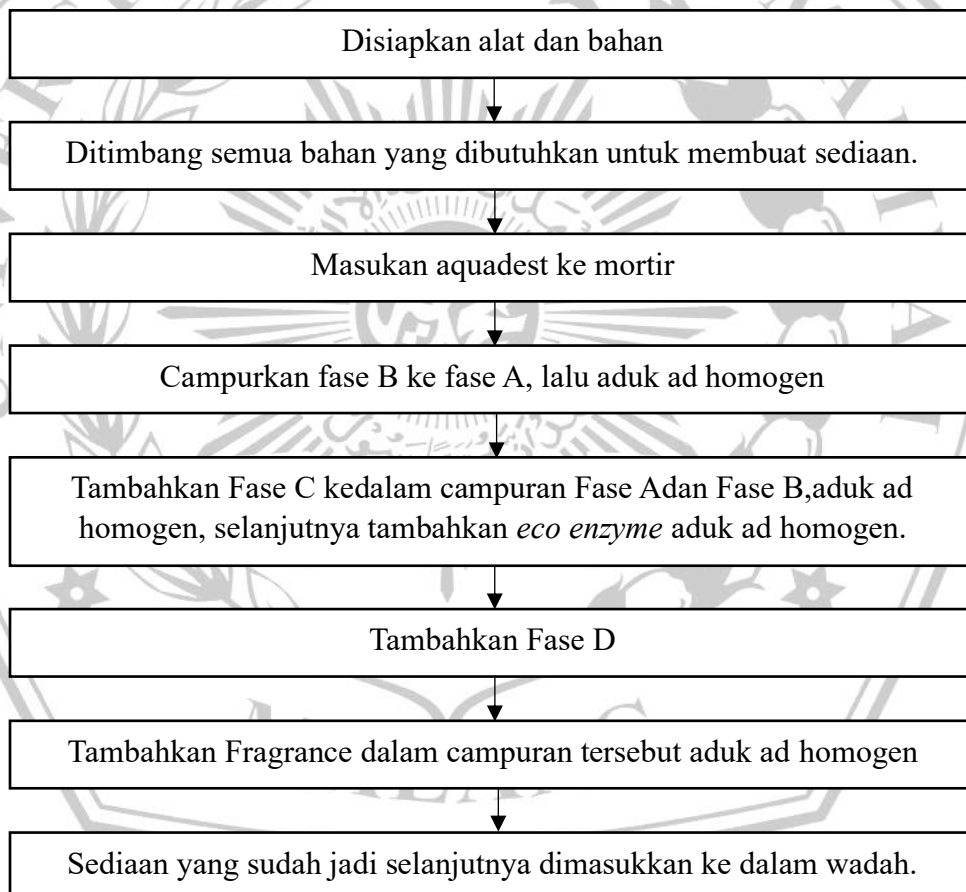 Disiapkan alat dan bahan
Ditimbang semua bahan yang dibutuhkan untuk membuat sediaan.
Masukan aquadest ke mortir
Campurkan fase B ke fase A, lalu aduk ad homogen
Tambahkan Fase C kedalam campuran Fase Adan Fase B,aduk ad
homogen, selanjutnya tambahkan eco enzyme aduk ad homogen.
Tambahkan Fase D
Tambahkan Fragrance dalam campuran tersebut aduk ad homogen
Sediaan yang sudah jadi selanjutnya dimasukkan ke dalam wadah.